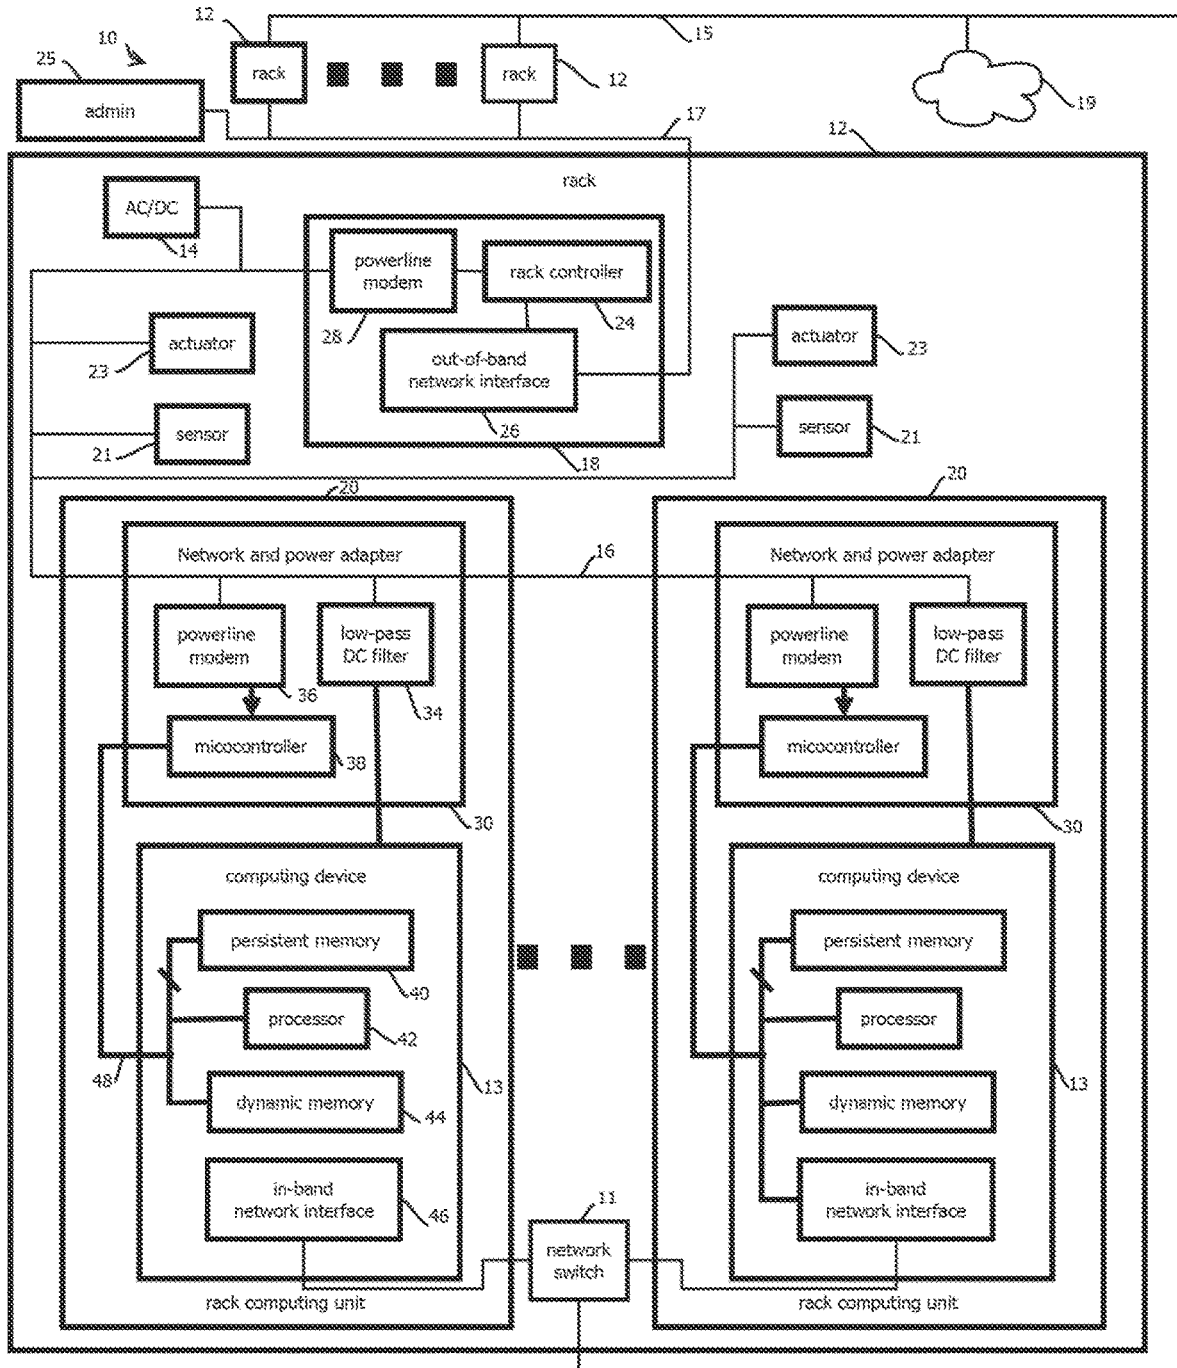 12
15
10
25
rack
rack
12
19
admin
17
12
rack
AC/DC
14
powerline
modem
rack controller
28
24
actuator
23
actuator
23
out-of-band
network interface
26
sensor
21
sensor
21
18
20
20
Network and power adapter
16
Network and power adapter
powerline
modem
low-pass
DC filter
powerline
modem
low-pass
DC filter
36
34
micocontroller
38
micocontroller
30
30
computing device
computing device
persistent memory
persistent memory
40
processor
42
processor
48
13
13
dynamic memory
44
dynamic memory
in-band
network interface
46
in-band
network interface
11
network
switch
rack computing unit
rack computing unit